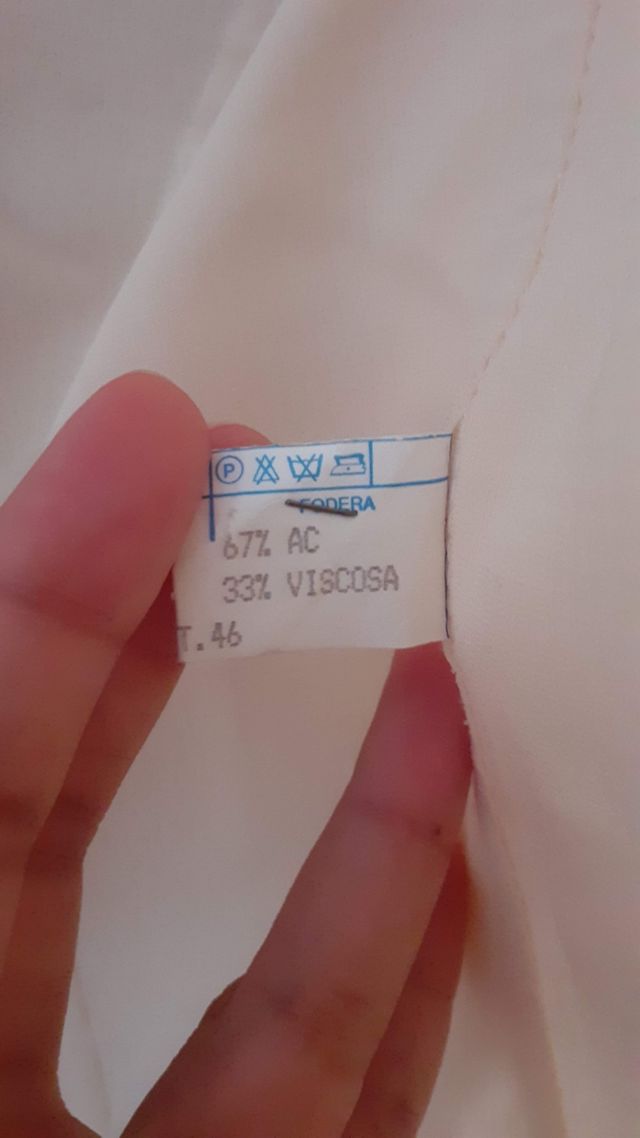 P
FODERA
67% AC
33% VISCOSA
T.46